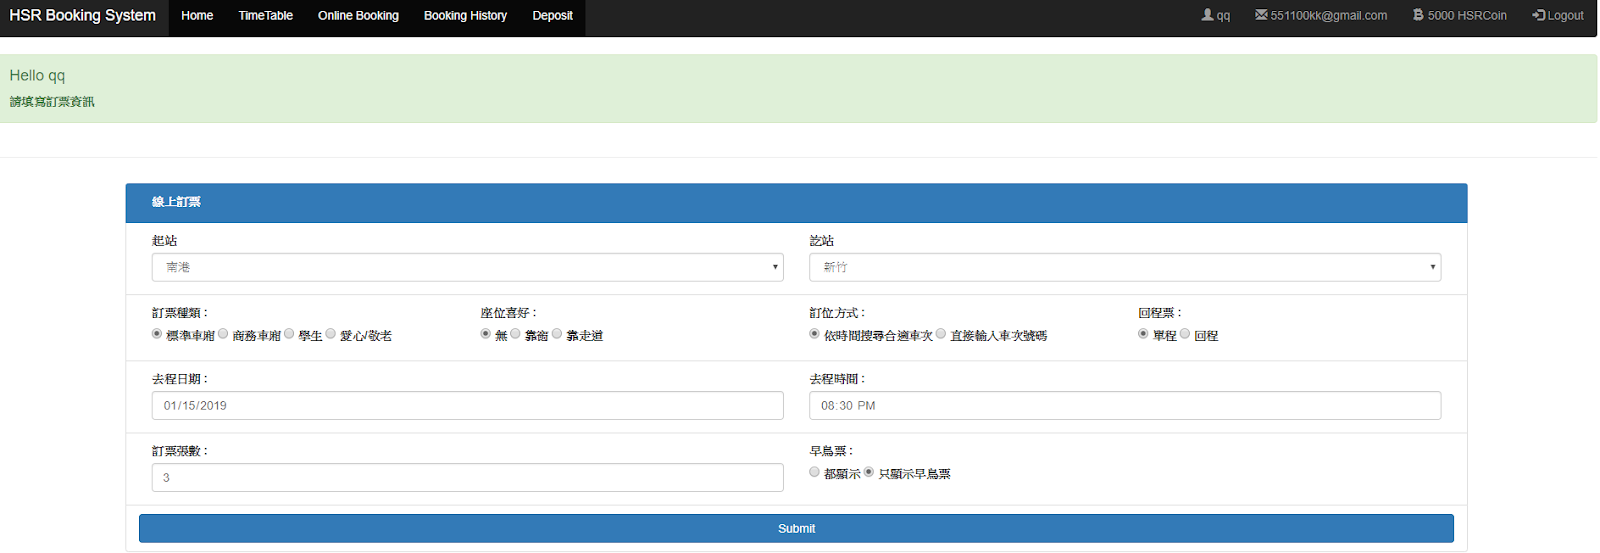 HSR Booking System Home TimeTable Online Booking Booking History Deposit qq 551100kk@gmail.com 5000 HSRCoin Logout
Hello qq
請填寫訂票資訊
線上訂票
起站 訖站
南港 新竹
訂票種類： 座位喜好： 訂位方式： 回程票：
標準車廂 商務車廂 學生 愛心/敬老 無 靠窗 靠走道 依時間搜尋合適車次 直接輸入車次號碼 單程 回程
去程日期： 去程時間：
01/15/2019 08:30 PM
訂票張數： 早鳥票：
3 都顯示 只顯示早鳥票
Submit